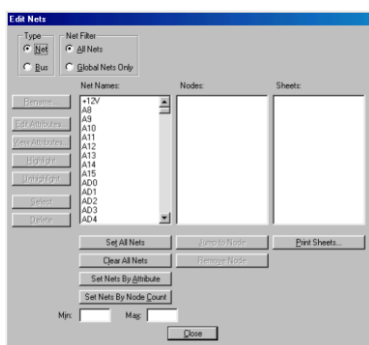 Edit Nets
Type
Net
Bus
Net Filter
All Nets
Global Nets Only
Net Names:
Nodes:
Sheets:
Rename...
Edit Attributes...
View Attributes...
Highlight
Unhighlight
Select
Delete
+12V
A8
A9
A10
A11
A12
A13
A14
A15
AD0
AD1
AD2
AD3
AD4
Set All Nets
Jump to Node
Print Sheets...
Clear All Nets
Remove Node
Set Nets By Attribute
Set Nets By Node Count
Min:
Max:
Close